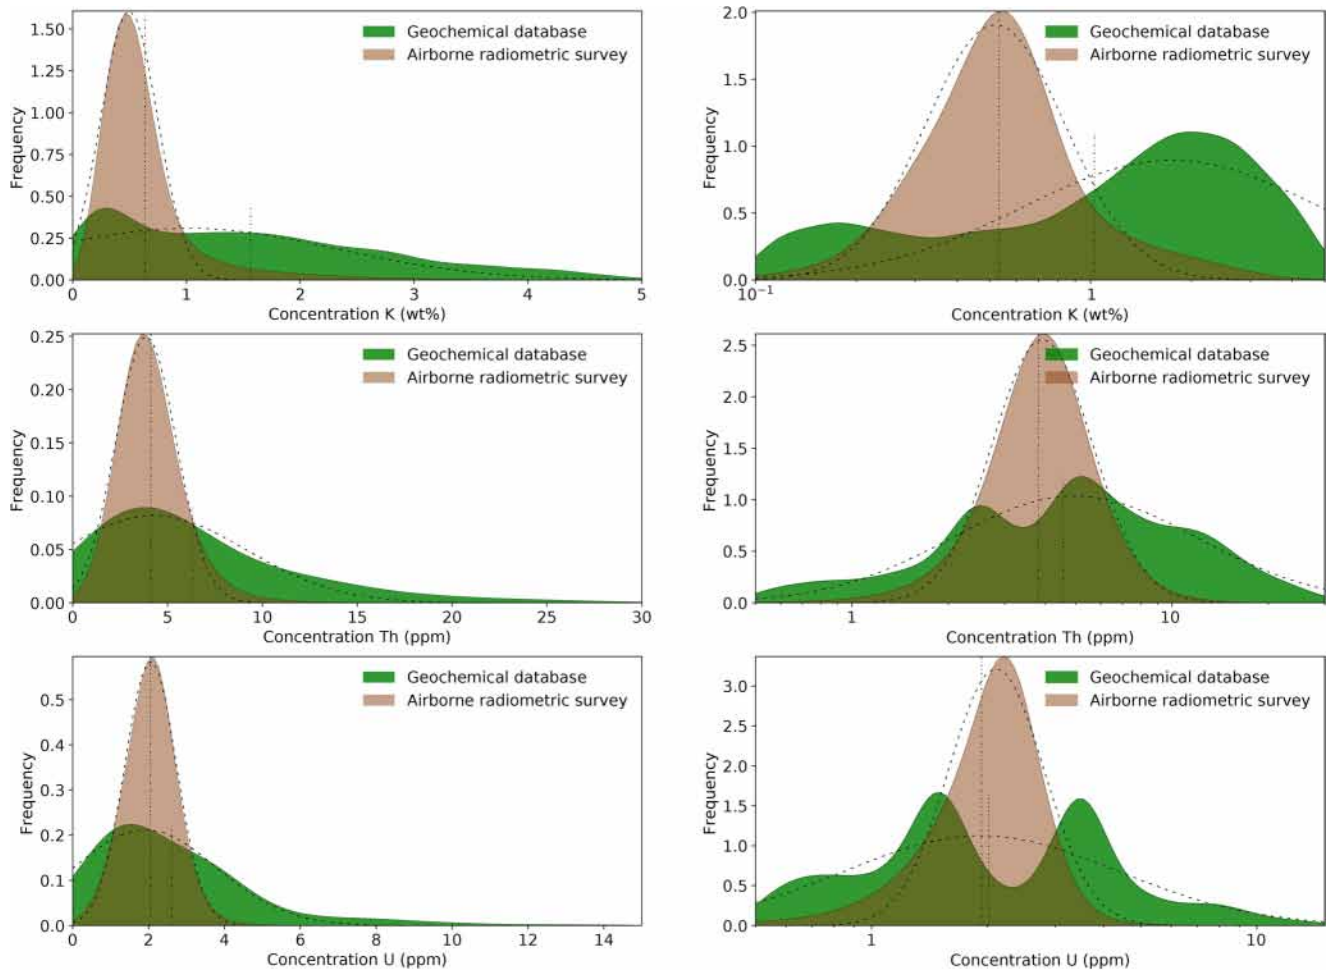 Geochemical database
Airborne radiometric survey
1.50
1.25
1.00
0.75
0.50
0.25
0.00
Frequency
0 1 2 3 4 5
Concentration K (wt%)
Geochemical database
Airborne radiometric survey
2.0
1.5
1.0
0.5
0.0
Frequency
10⁻¹ 1
Concentration K (wt%)
Geochemical database
Airborne radiometric survey
0.25
0.20
0.15
0.10
0.05
0.00
Frequency
0 5 10 15 20 25 30
Concentration Th (ppm)
Geochemical database
Airborne radiometric survey
2.5
2.0
1.5
1.0
0.5
0.0
Frequency
1 10
Concentration Th (ppm)
Geochemical database
Airborne radiometric survey
0.5
0.4
0.3
0.2
0.1
0.0
Frequency
0 2 4 6 8 10 12 14
Concentration U (ppm)
Geochemical database
Airborne radiometric survey
3.0
2.5
2.0
1.5
1.0
0.5
0.0
Frequency
1 10
Concentration U (ppm)